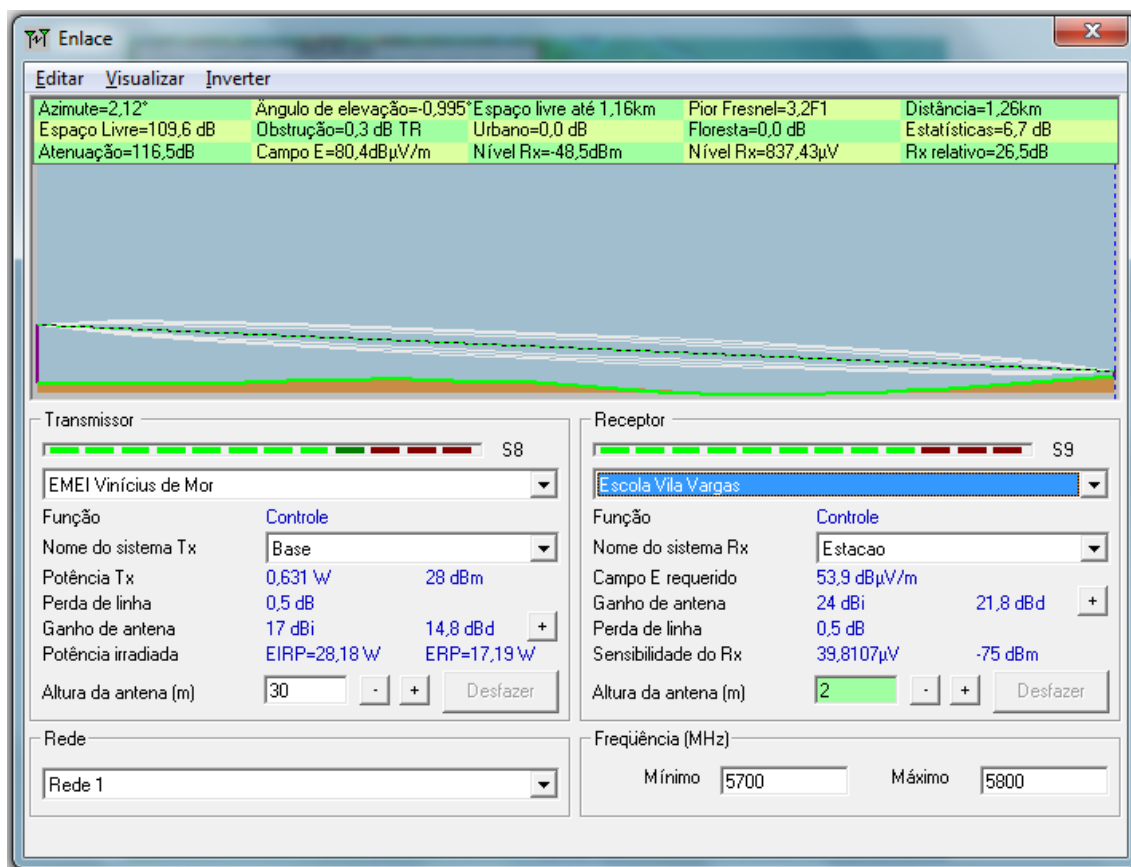 Enlace
Editar Visualizar Inverter
Azimute=2,12° Ângulo de elevação=-0,995° Espaço livre até 1,16km Pior Fresnel=3,2F1 Distância=1,26km
Espaço Livre=109,6 dB Obstrução=0,3 dB TR Urbano=0,0 dB Floresta=0,0 dB Estatísticas=6,7 dB
Atenuação=116,5dB Campo E=80,4dBµV/m Nível Rx=-48,5dBm Nível Rx=837,43µV Rx relativo=26,5dB
Transmissor
S8
EMEI Vinícius de Mor
Função Controle
Nome do sistema Tx Base
Potência Tx 0,631 W 28 dBm
Perda de linha 0,5 dB
Ganho de antena 17 dBi 14,8 dBd +
Potência irradiada EIRP=28,18 W ERP=17,19 W
Altura da antena (m) 30 - + Desfazer
Receptor
S9
Escola Vila Vargas
Função Controle
Nome do sistema Rx Estacao
Campo E requerido 53,9 dBµV/m
Ganho de antena 24 dBi 21,8 dBd +
Perda de linha 0,5 dB
Sensibilidade do Rx 39,8107µV -75 dBm
Altura da antena (m) 2 - + Desfazer
Rede
Rede 1
Freqüência (MHz)
Mínimo 5700 Máximo 5800